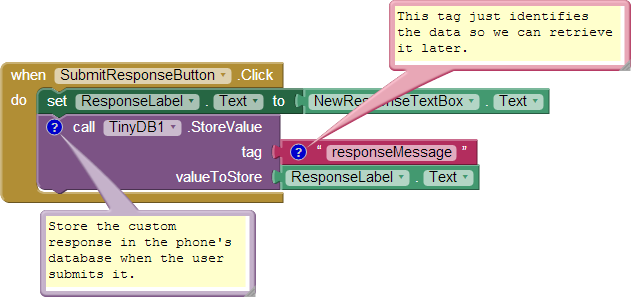 This tag just identifies
the data so we can retrieve
it later.
when SubmitResponseButton .Click
do set ResponseLabel . Text to NewResponseTextBox . Text
? call TinyDB1 .StoreValue
tag ? “ responseMessage ”
valueToStore ResponseLabel . Text
Store the custom
response in the phone's
database when the user
submits it.